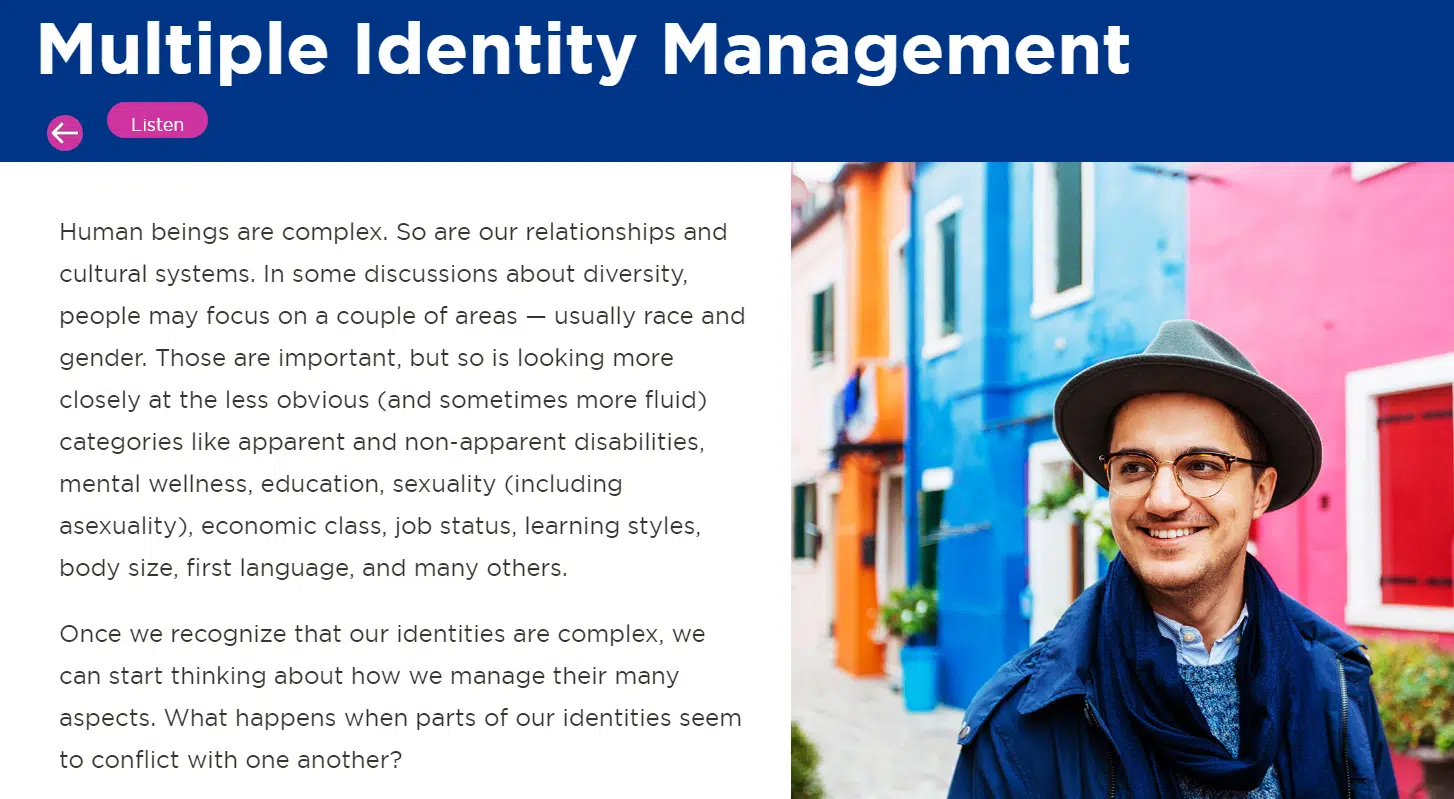 Multiple Identity Management
Listen
Human beings are complex. So are our relationships and
cultural systems. In some discussions about diversity,
people may focus on a couple of areas — usually race and
gender. Those are important, but so is looking more
closely at the less obvious (and sometimes more fluid)
categories like apparent and non-apparent disabilities,
mental wellness, education, sexuality (including
asexuality), economic class, job status, learning styles,
body size, first language, and many others.
Once we recognize that our identities are complex, we
can start thinking about how we manage their many
aspects. What happens when parts of our identities seem
to conflict with one another?